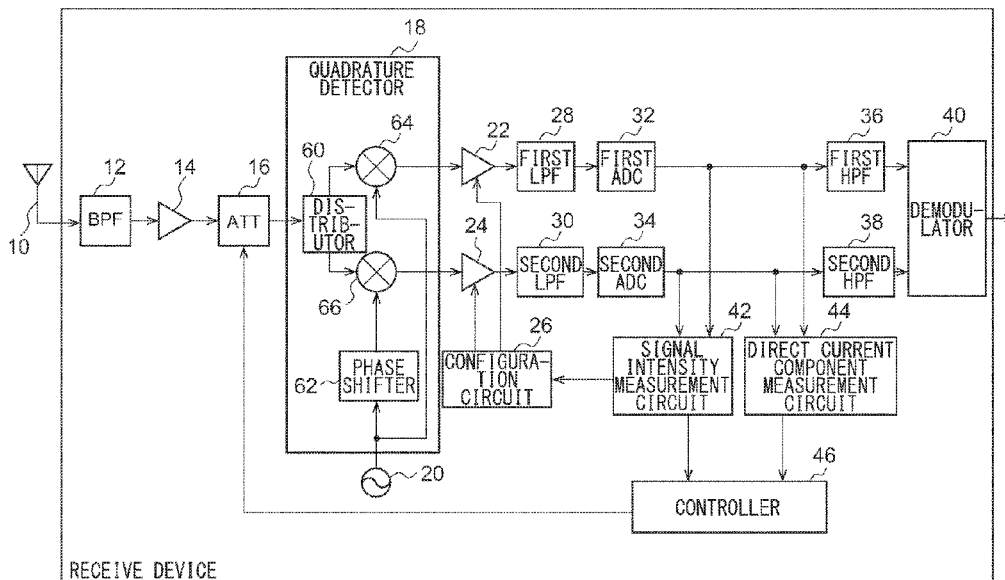 18
QUADRATURE
DETECTOR
64
22
28
32
36
40
12
14
16
60
BPF
ATT
DIS-
TRIB-
UTOR
FIRST
LPF
FIRST
ADC
FIRST
HPF
DEMODU-
LATOR
10
24
30
34
38
66
SECOND
LPF
SECOND
ADC
SECOND
HPF
26
42
44
62
PHASE
SHIFTER
CONFIGURA-
TION
CIRCUIT
SIGNAL
INTENSITY
MEASUREMENT
CIRCUIT
DIRECT CURRENT
COMPONENT
MEASUREMENT
CIRCUIT
20
46
CONTROLLER
RECEIVE DEVICE